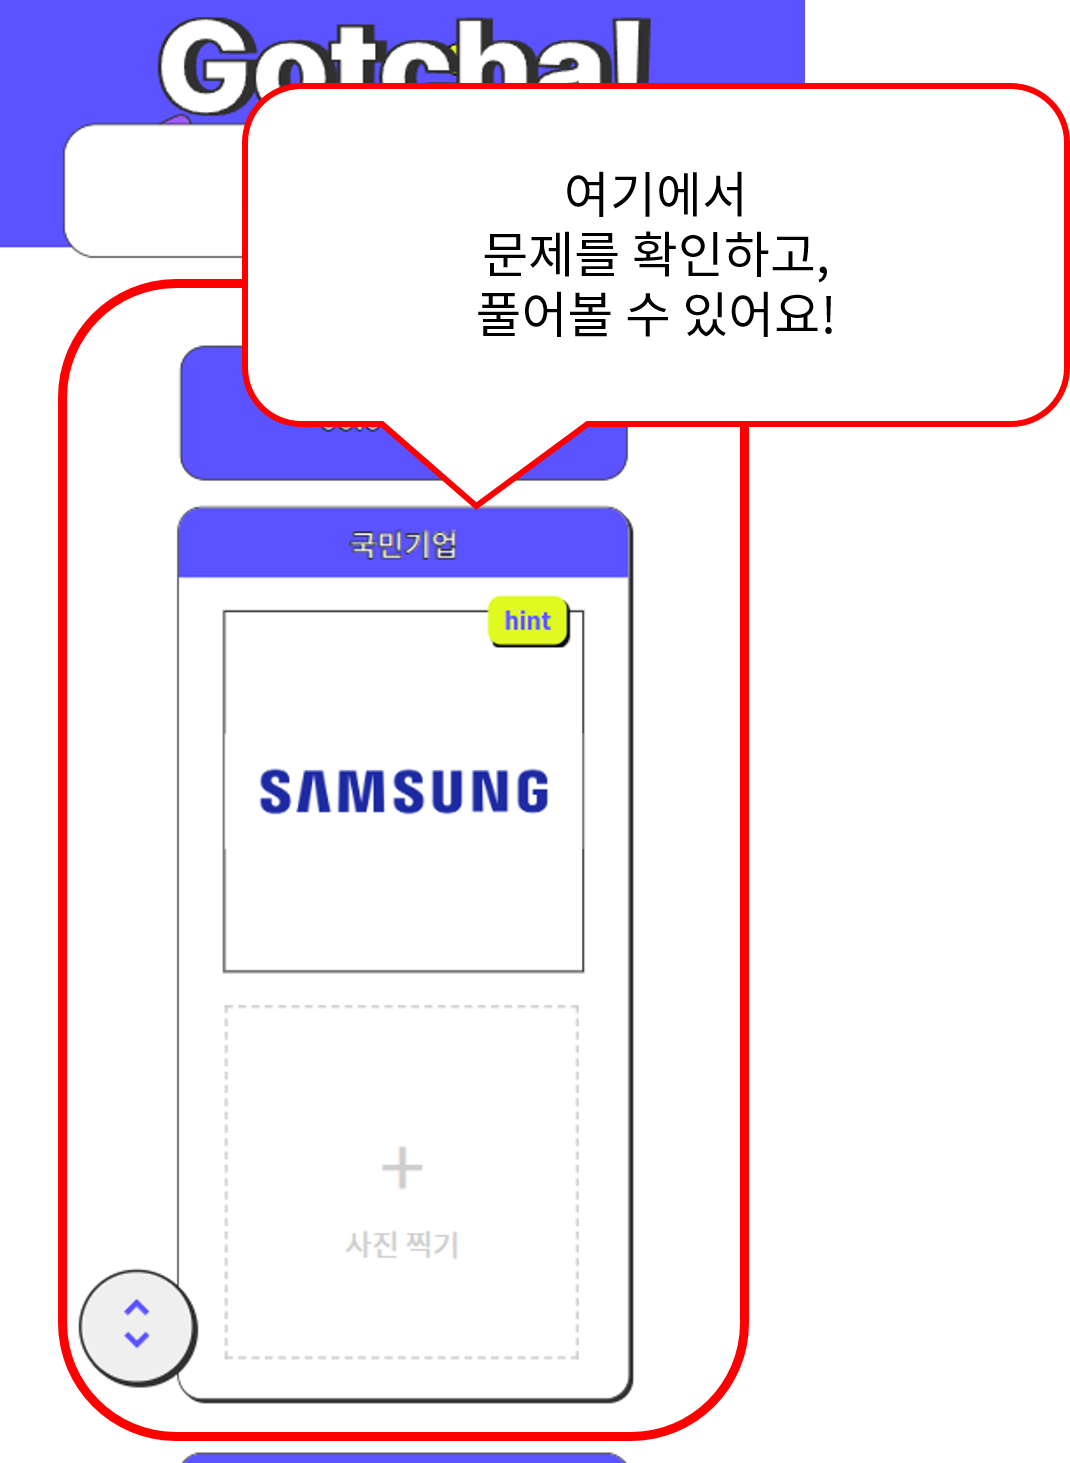 Gotcha!
여기에서
문제를 확인하고,
풀어볼 수 있어요!
국민기업
hint
SAMSUNG
사진 찍기